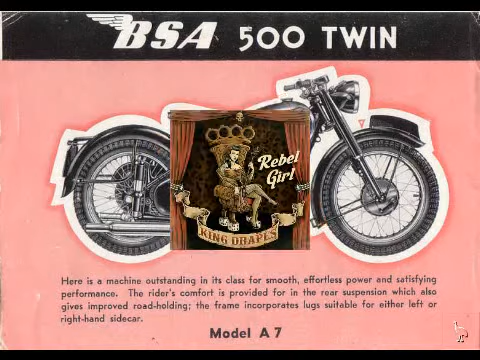 BSA 500 TWIN
Rebel
Girl
KING DRAPES
Here is a machine outstanding in its class for smooth, effortless power and satisfying
performance. The rider's comfort is provided for in the rear suspension which also
gives improved road-holding; the frame incorporates lugs suitable for either left or
right-hand sidecar.
Model A7